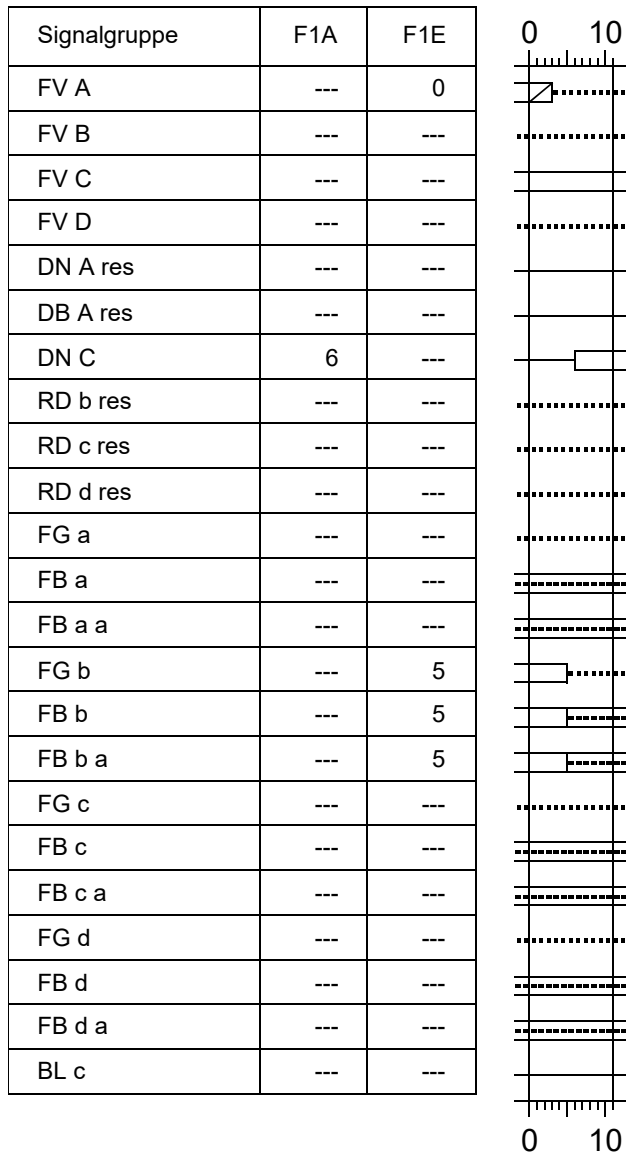 Signalgruppe F1A F1E 0 10
FV A --- 0
FV B --- ---
FV C --- ---
FV D --- ---
DN A res --- ---
DB A res --- ---
DN C 6 ---
RD b res --- ---
RD c res --- ---
RD d res --- ---
FG a --- ---
FB a --- ---
FB a a --- ---
FG b --- 5
FB b --- 5
FB b a --- 5
FG c --- ---
FB c --- ---
FB c a --- ---
FG d --- ---
FB d --- ---
FB d a --- ---
BL c --- ---
0 10